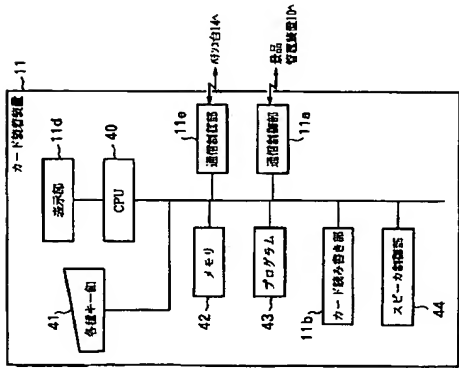 カード装着装置
11
表示部
11d
CPU
40
各種キー部
41
通信制御部
11e
パチンコ台14へ
通信制御部
11a
景品
管理装置10へ
メモリ
42
プログラム
43
カード読み書き部
11b
スピーカ制御部
44